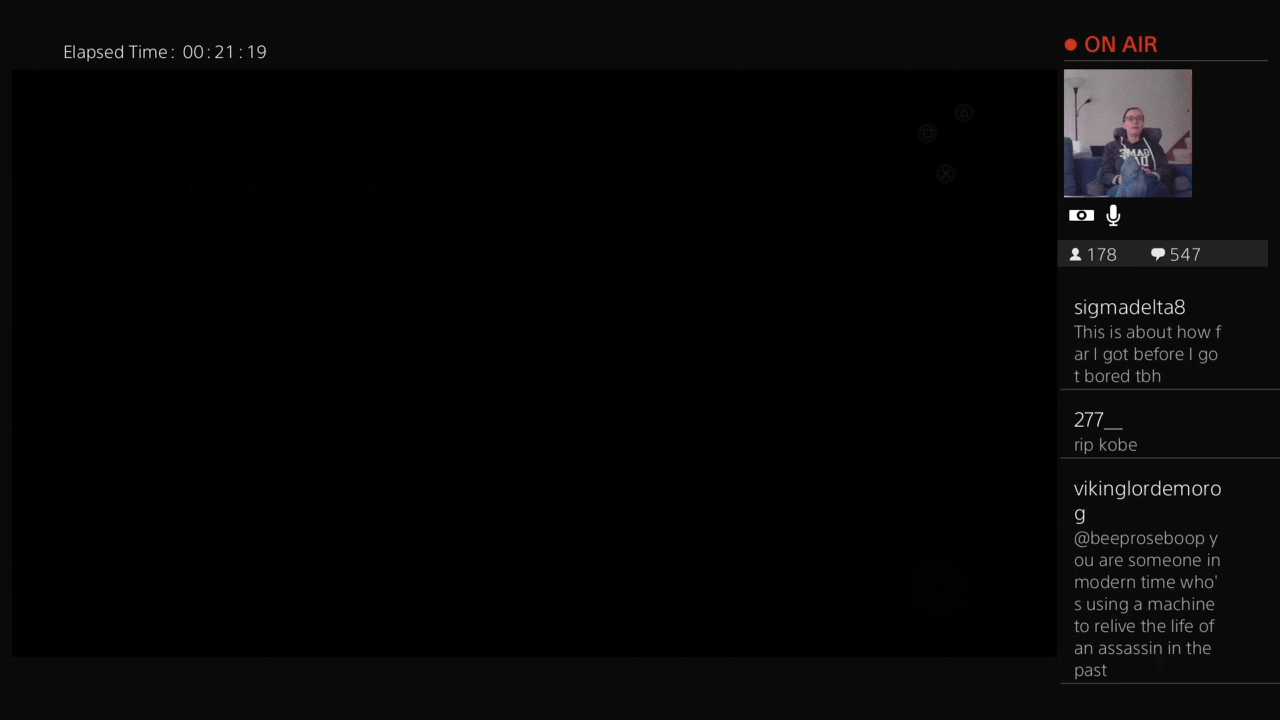 Elapsed Time: 00:21:19
ON AIR
178 547
sigmadelta8
This is about how f
ar I got before I go
t bored tbh
277__
rip kobe
vikinglordemoro
g
@beeproseboop y
ou are someone in
modern time who'
s using a machine
to relive the life of
an assassin in the
past